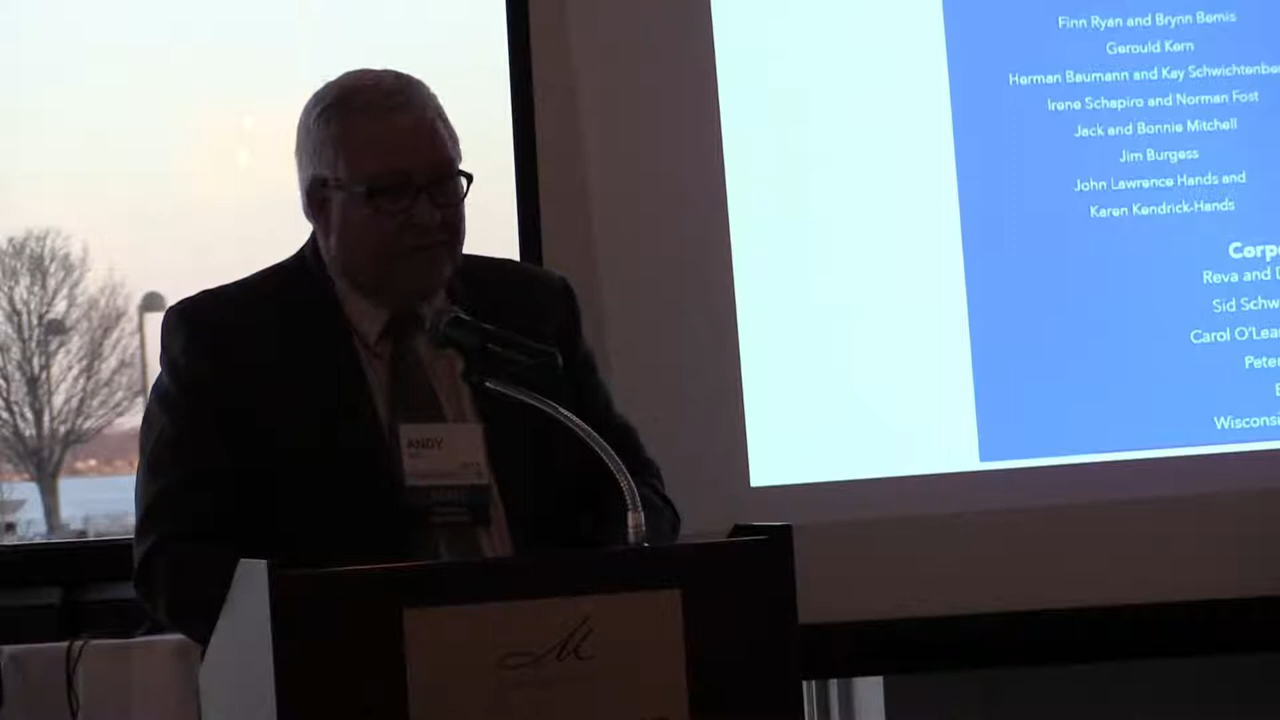 Finn Ryan and Brynn Bemis
Gerould Kern
Herman Baumann and Kay Schwichtenbe
Irene Schapiro and Norman Fost
Jack and Bonnie Mitchell
Jim Burgess
John Lawrence Hands and
Karen Kendrick-Hands
Corp
Reva and
Sid Schw
Carol O'Lea
Peter
Wisconsi
ANDY
M